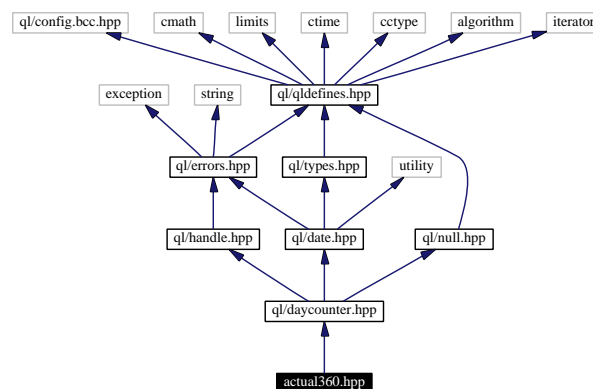 ql/config.bcc.hpp cmath limits ctime cctype algorithm iterator
exception string ql/qldefines.hpp
ql/errors.hpp ql/types.hpp utility
ql/handle.hpp ql/date.hpp ql/null.hpp
ql/daycounter.hpp
actual360.hpp